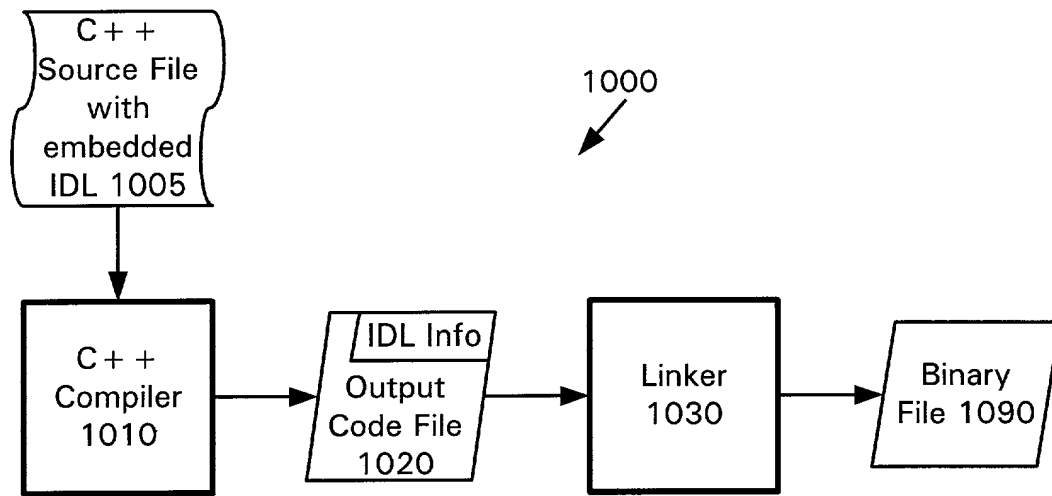 C++
Source File
with
embedded
IDL 1005
1000
C++
Compiler
1010
IDL Info
Output
Code File
1020
Linker
1030
Binary
File 1090